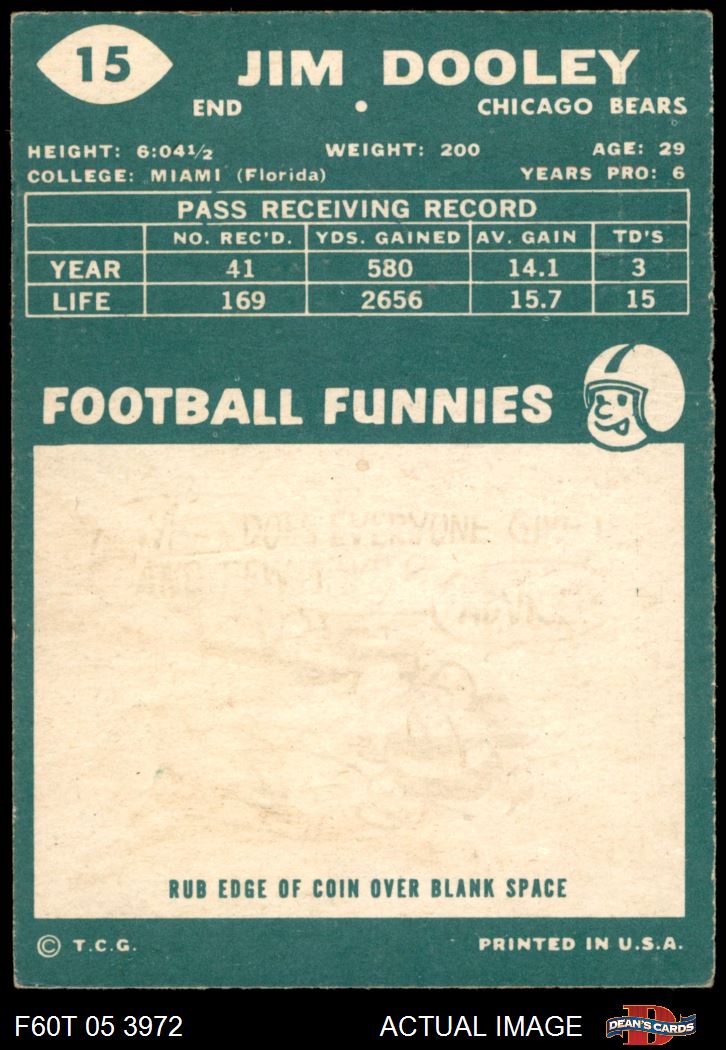 15
JIM DOOLEY
END • CHICAGO BEARS
HEIGHT: 6:04½ WEIGHT: 200 AGE: 29
COLLEGE: MIAMI (Florida) YEARS PRO: 6
PASS RECEIVING RECORD
NO. REC'D. YDS. GAINED AV. GAIN TD'S
YEAR 41 580 14.1 3
LIFE 169 2656 15.7 15
FOOTBALL FUNNIES
DOES EVERYONE
RUB EDGE OF COIN OVER BLANK SPACE
© T.C.G. PRINTED IN U.S.A.
F60T 05 3972 ACTUAL IMAGE DEAN'S CARDS